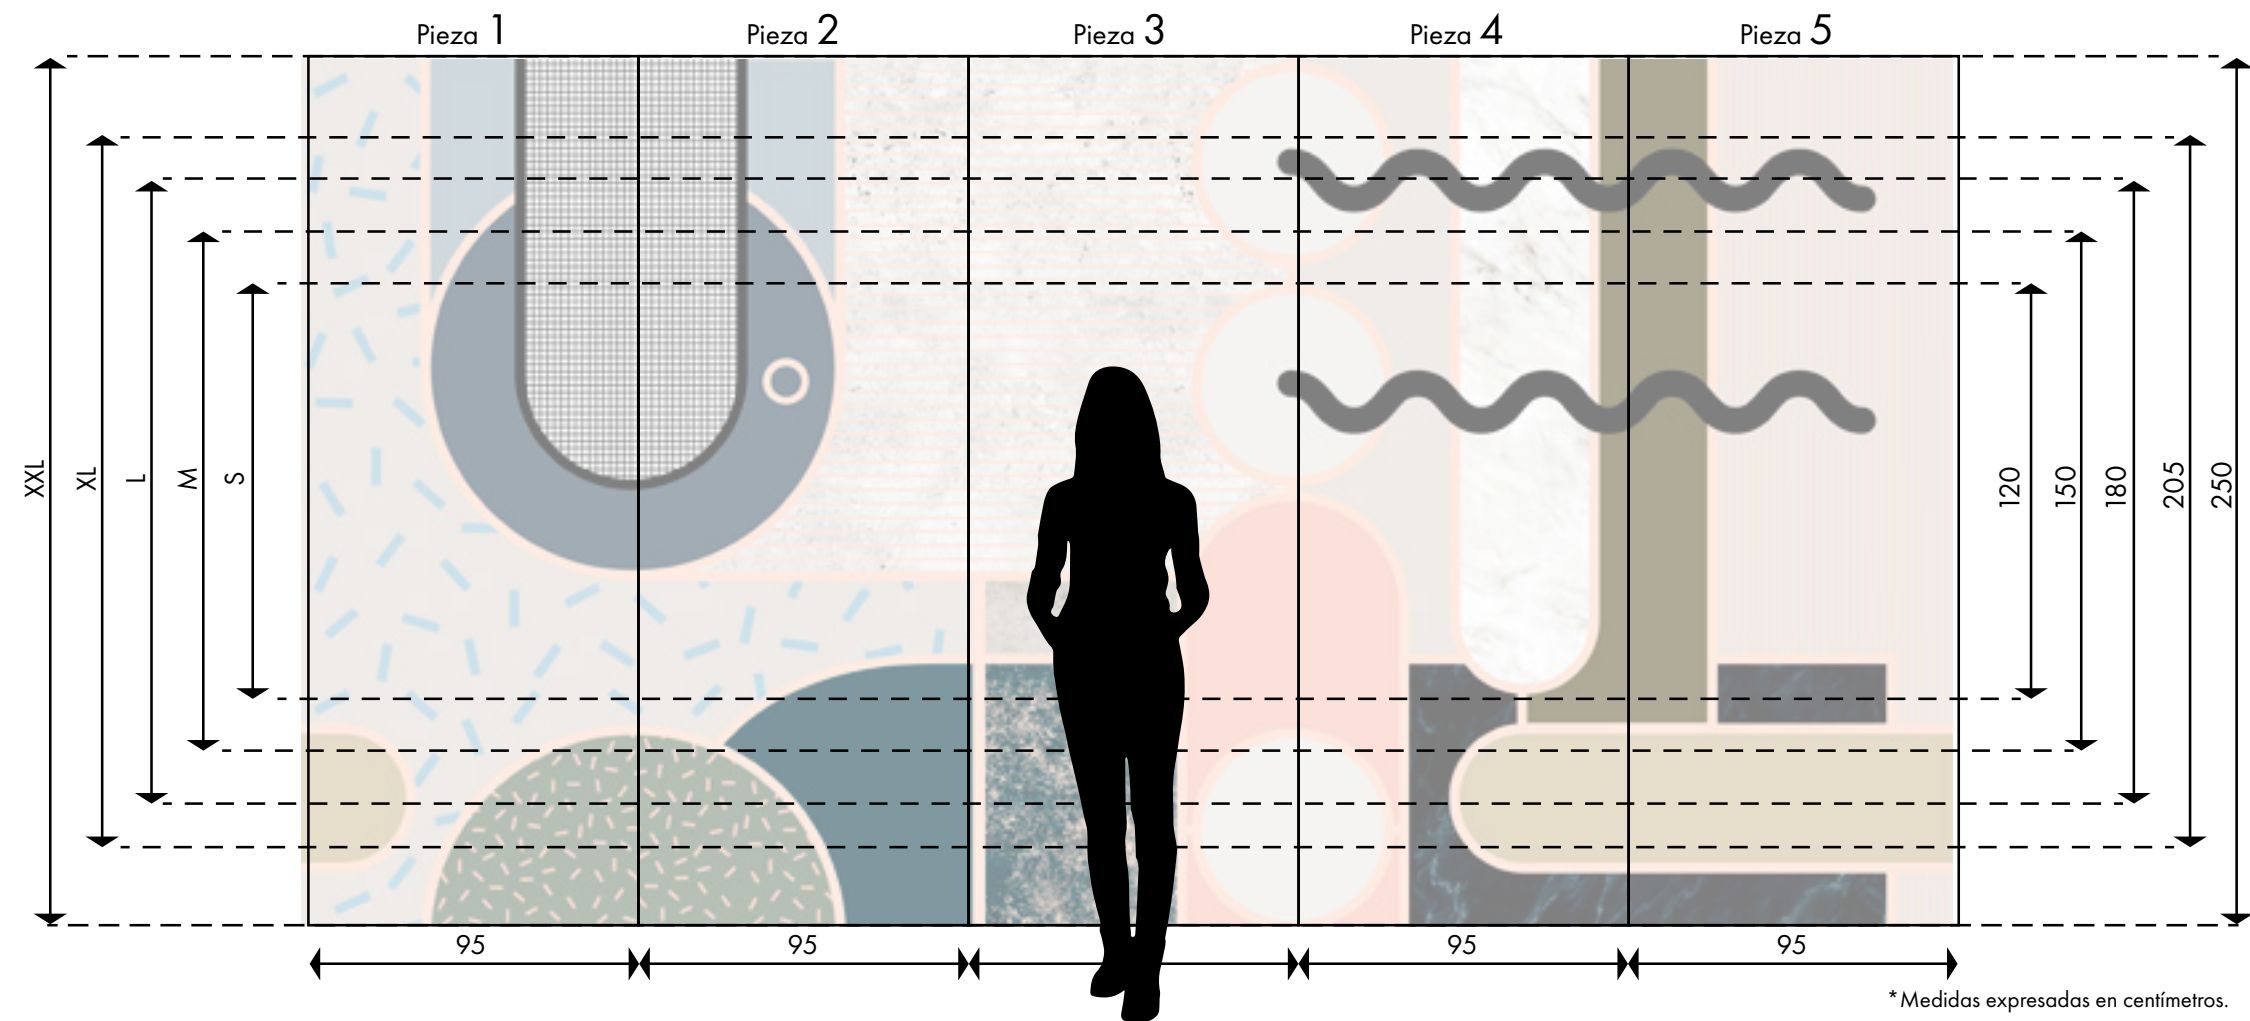 Pieza 1
Pieza 2
Pieza 3
Pieza 4
Pieza 5
XXL
XL
L
M
S
120
150
180
205
250
95
95
95
95
*Medidas expresadas en centímetros.